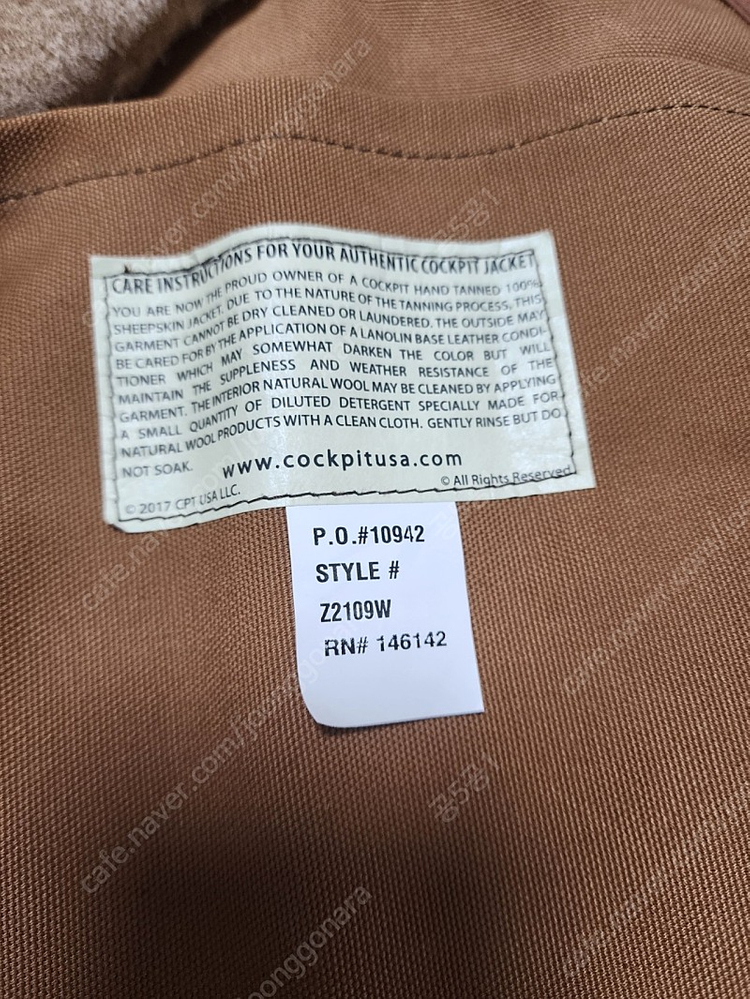 CARE INSTRUCTIONS FOR YOUR AUTHENTIC COCKPIT JACKET
YOU ARE NOW THE PROUD OWNER OF A COCKPIT HAND TANNED 100%
SHEEPSKIN JACKET. DUE TO THE NATURE OF THE TANNING PROCESS, THIS
GARMENT CANNOT BE DRY CLEANED OR LAUNDERED. THE OUTSIDE MAY
BE CARED FOR BY THE APPLICATION OF A LANOLIN BASE LEATHER CONDI-
TIONER WHICH MAY SOMEWHAT DARKEN THE COLOR BUT WILL
MAINTAIN THE SUPPLENESS AND WEATHER RESISTANCE OF THE
GARMENT. THE INTERIOR NATURAL WOOL MAY BE CLEANED BY APPLYING
A SMALL QUANTITY OF DILUTED DETERGENT SPECIALLY MADE FOR
NATURAL WOOL PRODUCTS WITH A CLEAN CLOTH. GENTLY RINSE BUT DO
NOT SOAK.
www.cockpitusa.com
© 2017 CPT USA LLC.
© All Rights Reserved.
P.O.#10942
STYLE #
Z2109W
RN# 146142
cafe.naver.com/joonggonara